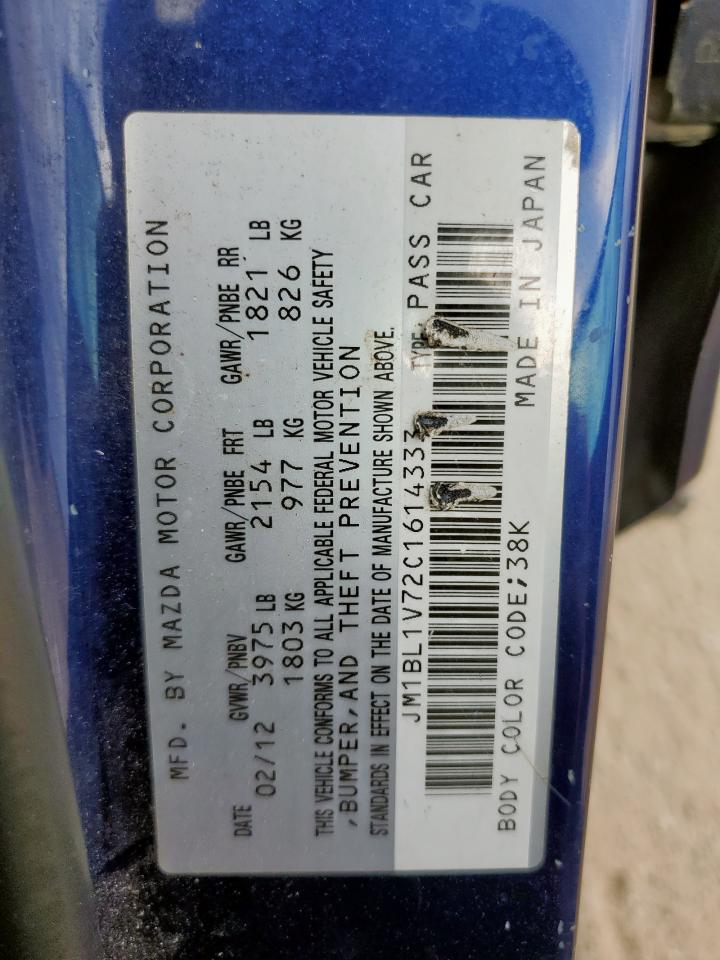 MFD. BY MAZDA MOTOR CORPORATION
DATE GVWR/PNBV GAWR/PNBE FRT GAWR/PNBE RR
02/12 3975 LB 2154 LB 1821 LB
1803 KG 977 KG 826 KG
THIS VEHICLE CONFORMS TO ALL APPLICABLE FEDERAL MOTOR VEHICLE SAFETY
, BUMPER, AND THEFT PREVENTION
STANDARDS IN EFFECT ON THE DATE OF MANUFACTURE SHOWN ABOVE.
JM1BL1V72C1614333 TYPE: PASS CAR
BODY COLOR CODE;38K MADE IN JAPAN